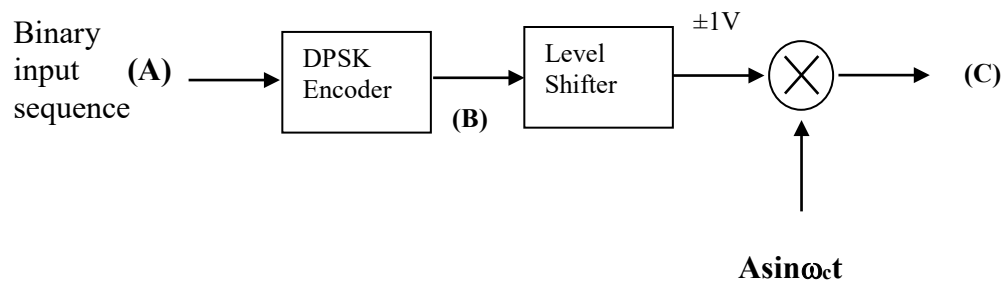 ±1V
Binary
input (A)
sequence
DPSK
Encoder
(B)
Level
Shifter
(C)
Asinωct